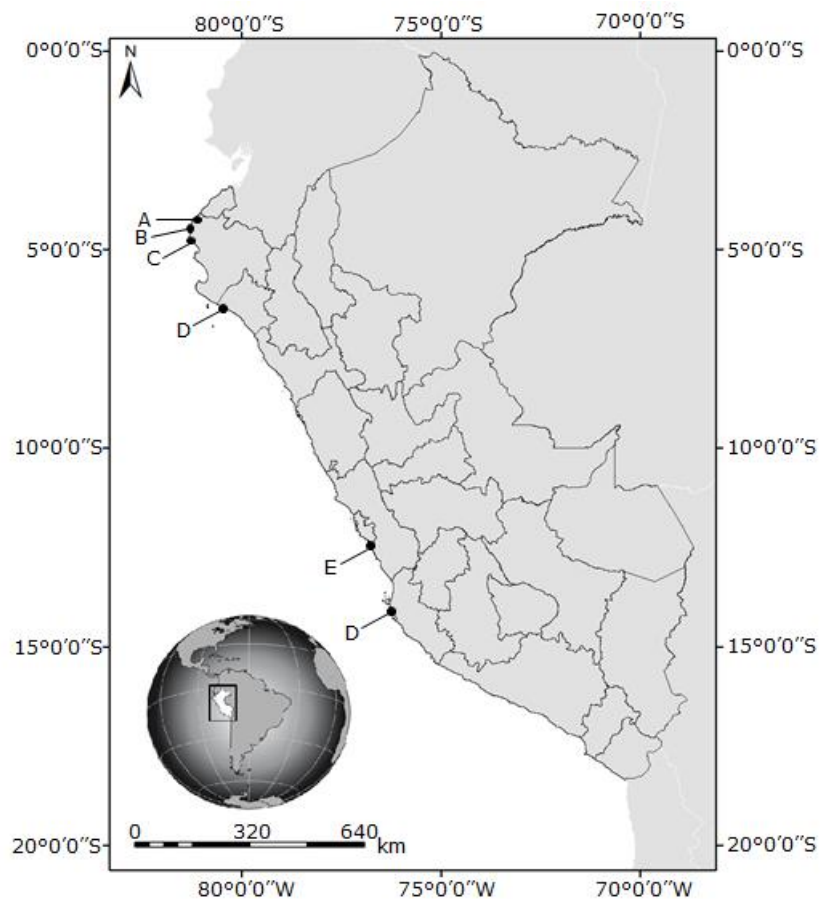 80°0′0″S 75°0′0″S 70°0′0″S
0°0′0″S 0°0′0″S
N
A
B
5°0′0″S 5°0′0″S
C
D
10°0′0″S 10°0′0″S
E
D
15°0′0″S 15°0′0″S
0 320 640
km
20°0′0″S 20°0′0″S
80°0′0″W 75°0′0″W 70°0′0″W